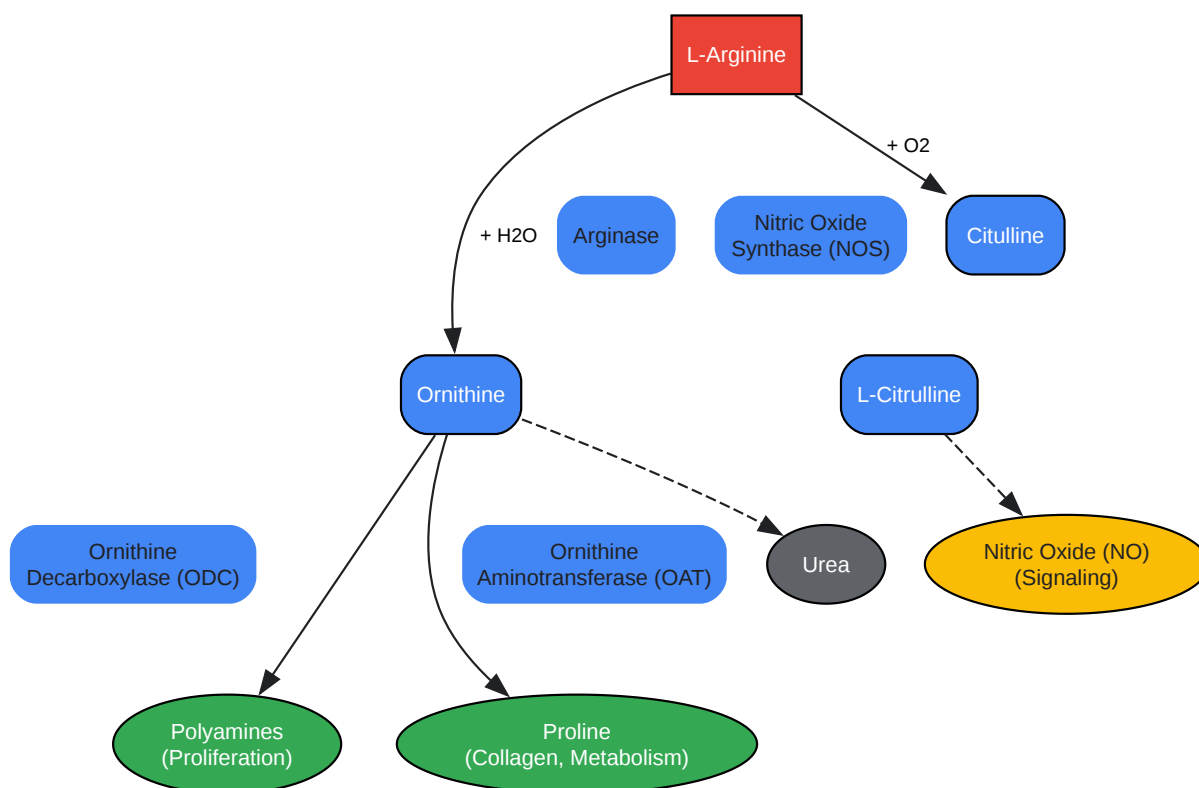 L-Arginine
+ O2
+ H2O
Arginase
Nitric Oxide
Synthase (NOS)
Citulline
Ornithine
L-Citrulline
Ornithine
Decarboxylase (ODC)
Ornithine
Aminotransferase (OAT)
Urea
Nitric Oxide (NO)
(Signaling)
Polyamines
(Proliferation)
Proline
(Collagen, Metabolism)